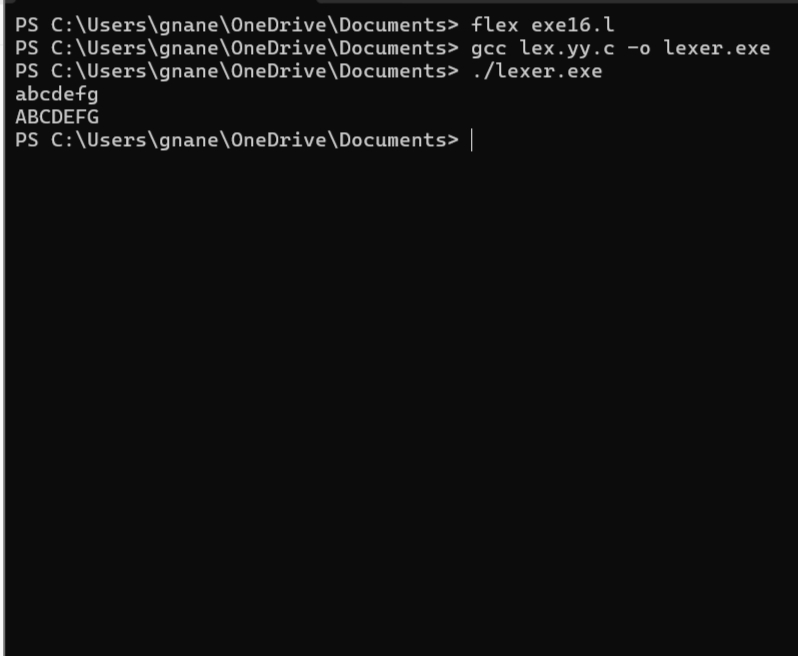 PS C:\Users\gnane\OneDrive\Documents> flex exe16.l
PS C:\Users\gnane\OneDrive\Documents> gcc lex.yy.c -o lexer.exe
PS C:\Users\gnane\OneDrive\Documents> ./lexer.exe
abcdefg
ABCDEFG
PS C:\Users\gnane\OneDrive\Documents>